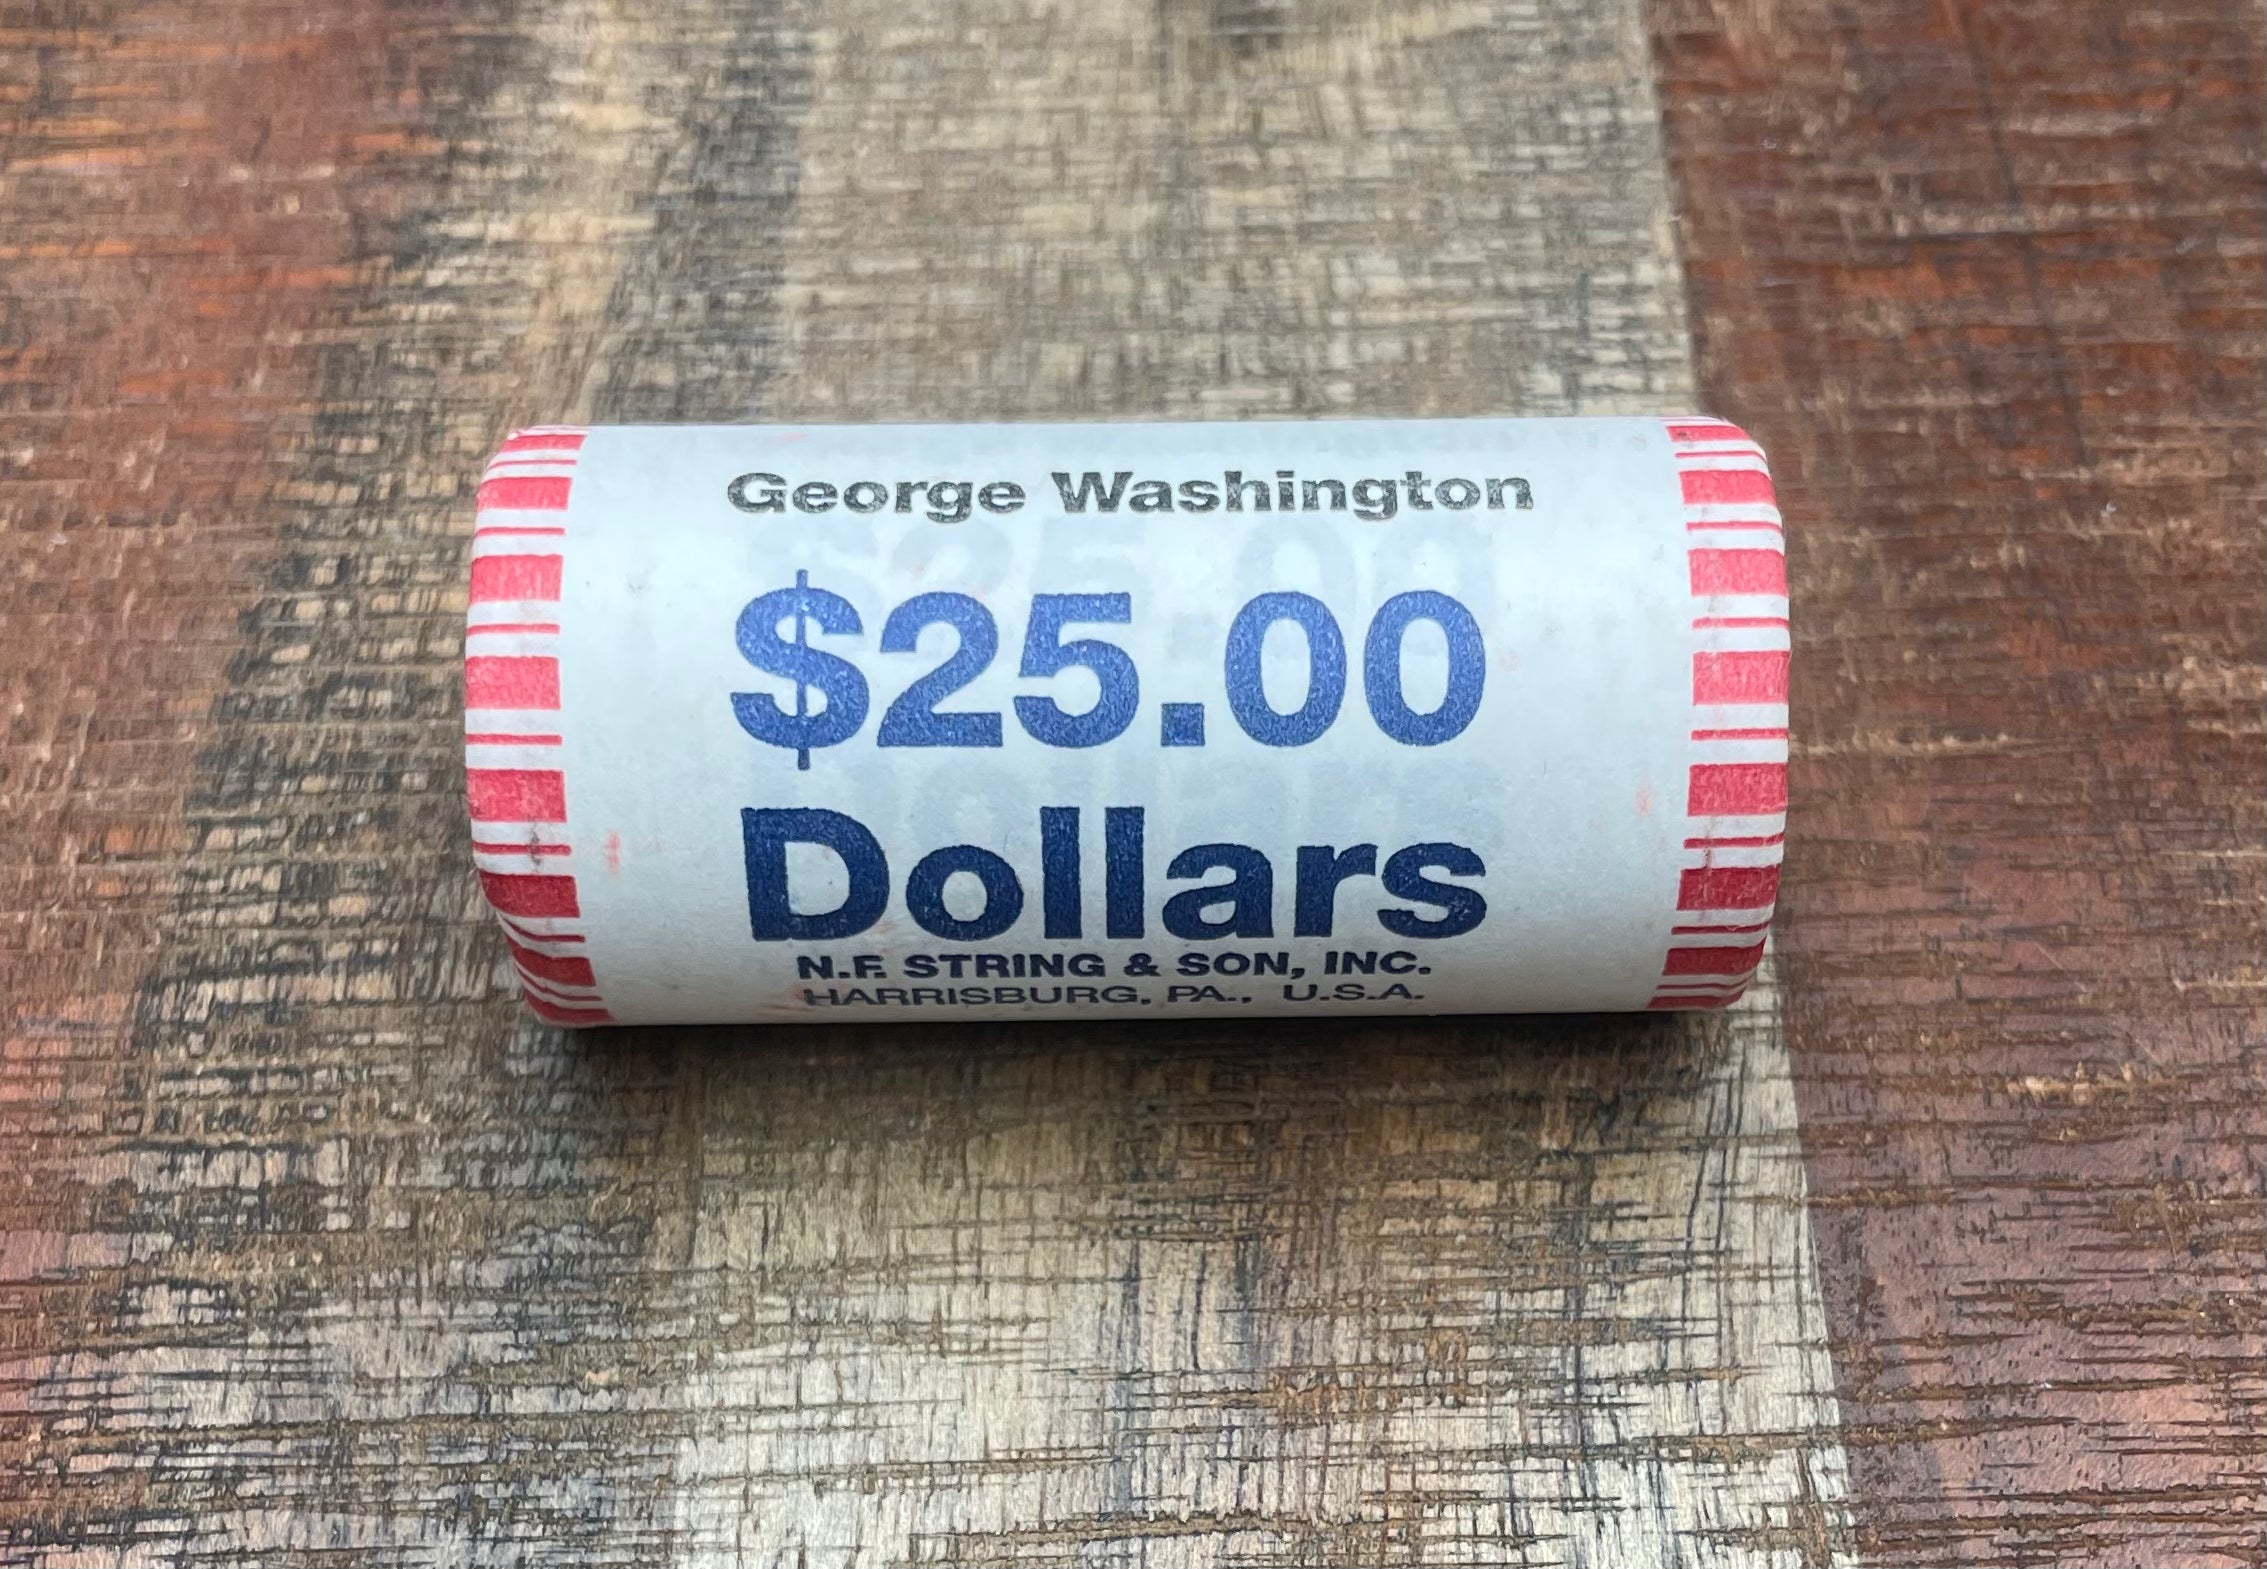 George Washington
$25.00
Dollars
N.F. STRING & SON, INC.
HARRISBURG, PA., U.S.A.